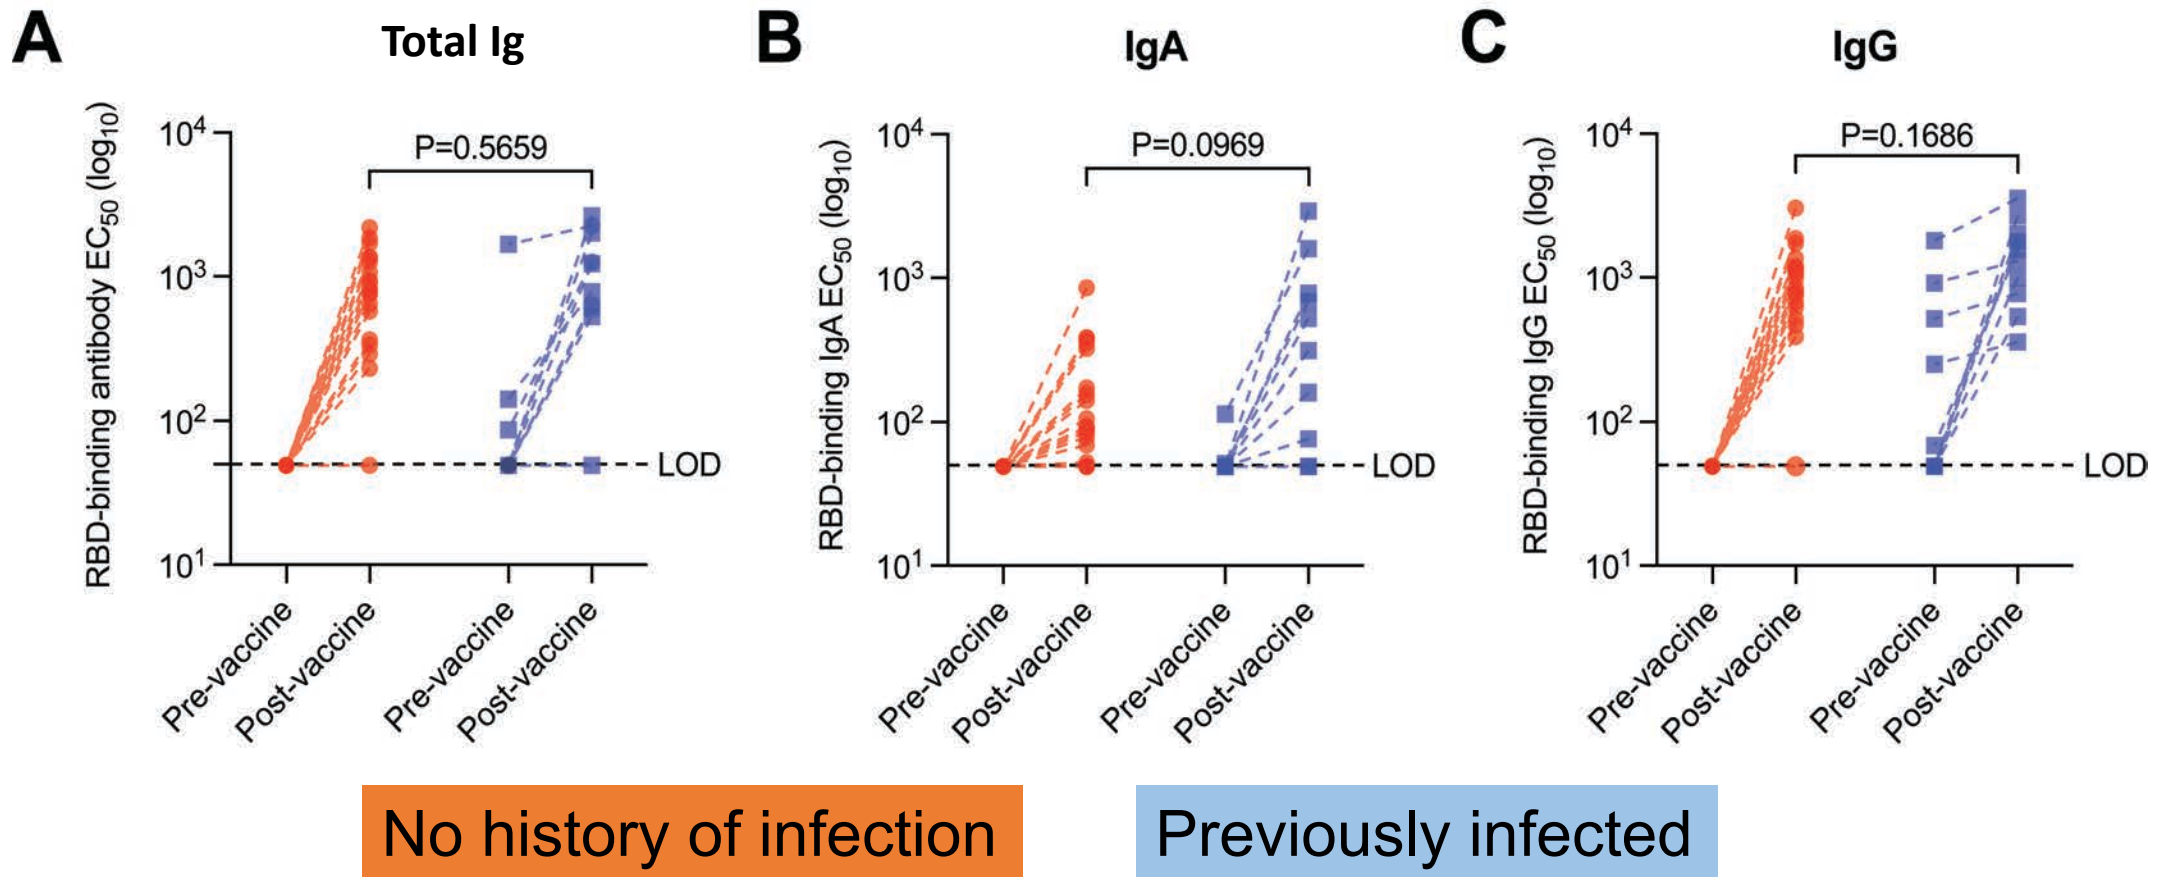 A
Total Ig
RBD-binding antibody EC50 (log10)
10^4
10^3
10^2
10^1
P=0.5659
LOD
Pre-vaccine
Post-vaccine
Pre-vaccine
Post-vaccine
B
IgA
RBD-binding IgA EC50 (log10)
10^4
10^3
10^2
10^1
P=0.0969
LOD
Pre-vaccine
Post-vaccine
Pre-vaccine
Post-vaccine
C
IgG
RBD-binding IgG EC50 (log10)
10^4
10^3
10^2
10^1
P=0.1686
LOD
Pre-vaccine
Post-vaccine
Pre-vaccine
Post-vaccine
No history of infection
Previously infected